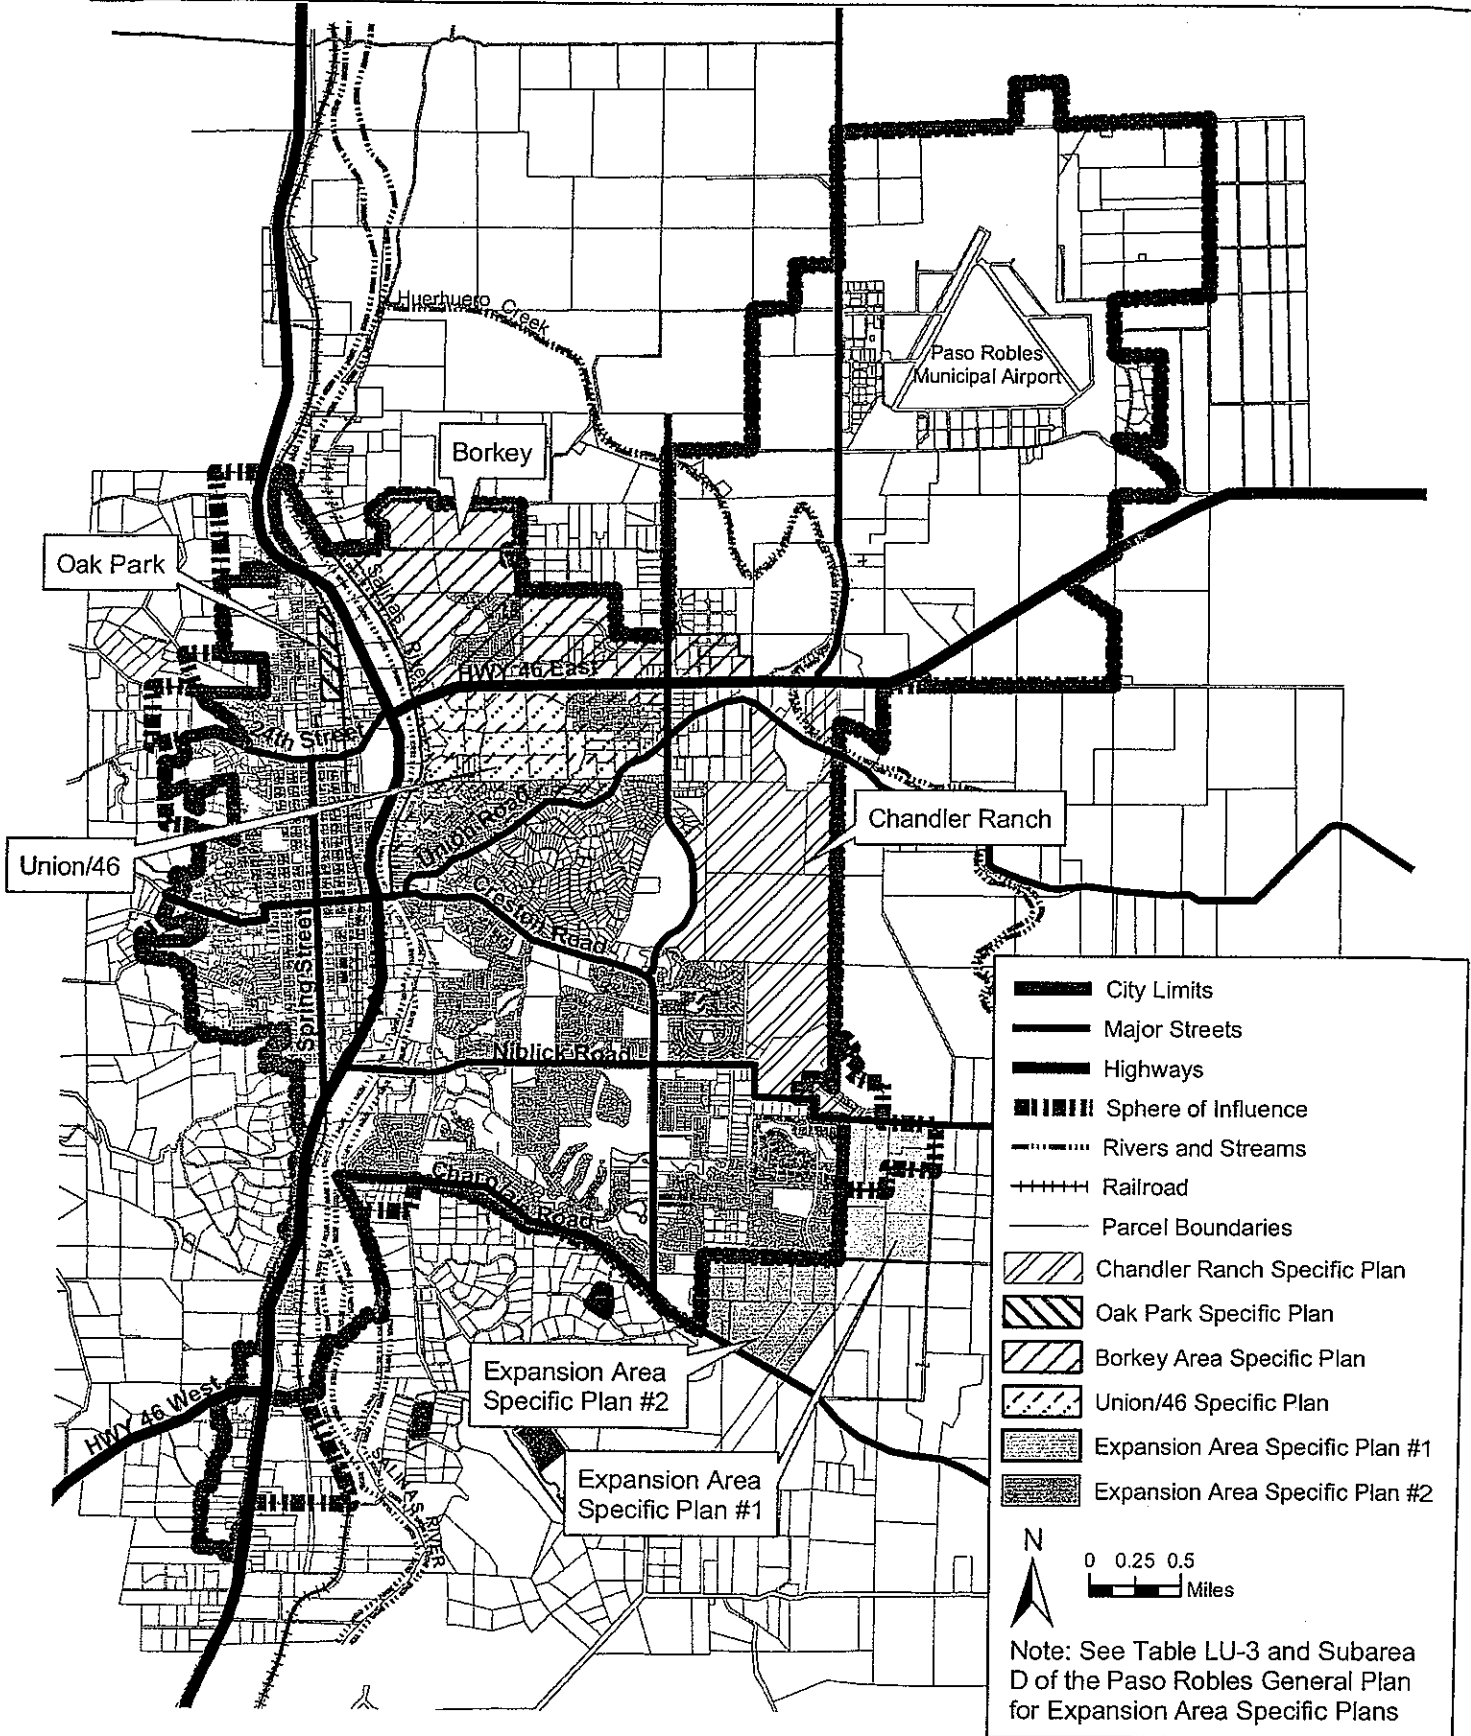 Huerhuero Creek
Paso Robles
Municipal Airport
Borkey
Oak Park
Salinas River
HWY 46 East
24th Street
Union Road
Chandler Ranch
Union/46
Creston Road
Spring Street
Niblick Road
Charolais Road
Expansion Area
Specific Plan #2
HWY 46 West
Expansion Area
Specific Plan #1
SALINAS RIVER
City Limits
Major Streets
Highways
Sphere of Influence
Rivers and Streams
Railroad
Parcel Boundaries
Chandler Ranch Specific Plan
Oak Park Specific Plan
Borkey Area Specific Plan
Union/46 Specific Plan
Expansion Area Specific Plan #1
Expansion Area Specific Plan #2
N
0 0.25 0.5
Miles
Note: See Table LU-3 and Subarea
D of the Paso Robles General Plan
for Expansion Area Specific Plans